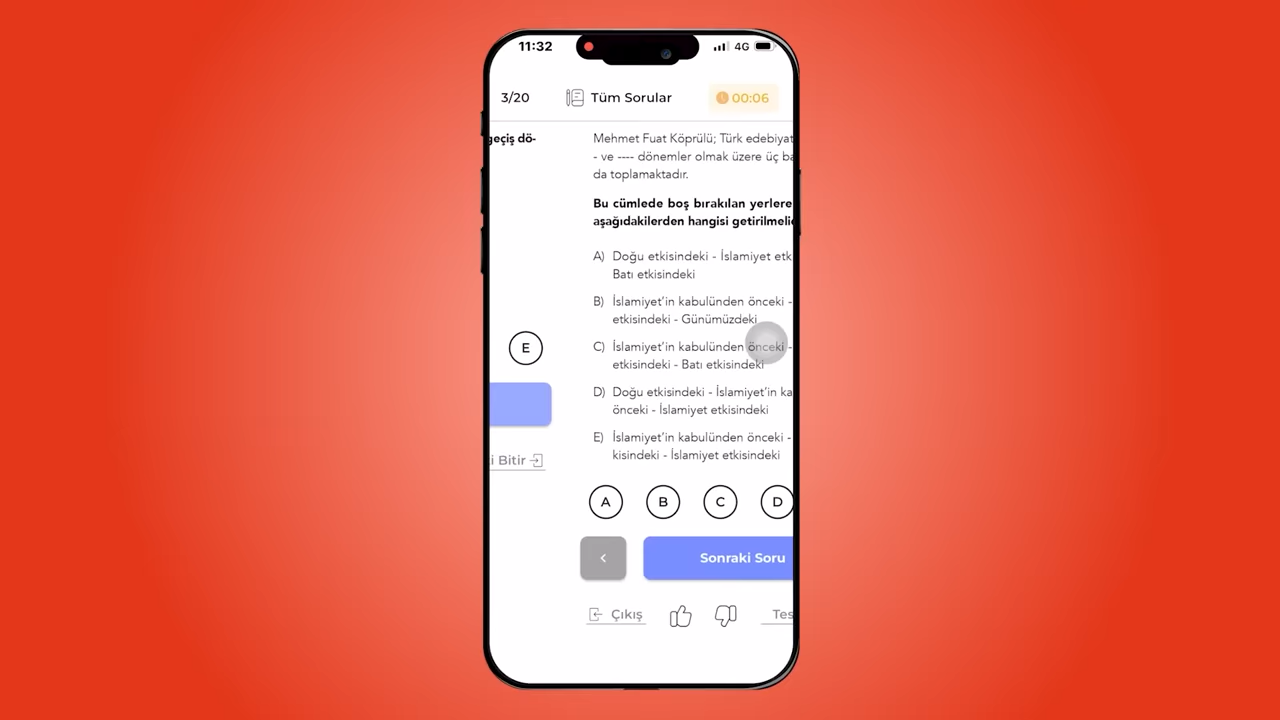 11:32
4G
3/20
Tüm Sorular
00:06
geçiş dö-
E
Bitir
Mehmet Fuat Köprülü; Türk edebiyat
- ve ---- dönemler olmak üzere üç ba
da toplamaktadır.
Bu cümlede boş bırakılan yerlere
aşağıdakilerden hangisi getirilmelid
A) Doğu etkisindeki - İslamiyet etk
Batı etkisindeki
B) İslamiyet'in kabulünden önceki -
etkisindeki - Günümüzdeki
C) İslamiyet'in kabulünden önceki -
etkisindeki - Batı etkisindeki
D) Doğu etkisindeki - İslamiyet'in ka
önceki - İslamiyet etkisindeki
E) İslamiyet'in kabulünden önceki -
kisindeki - İslamiyet etkisindeki
A B C D
< Sonraki Soru
Çıkış
Tes